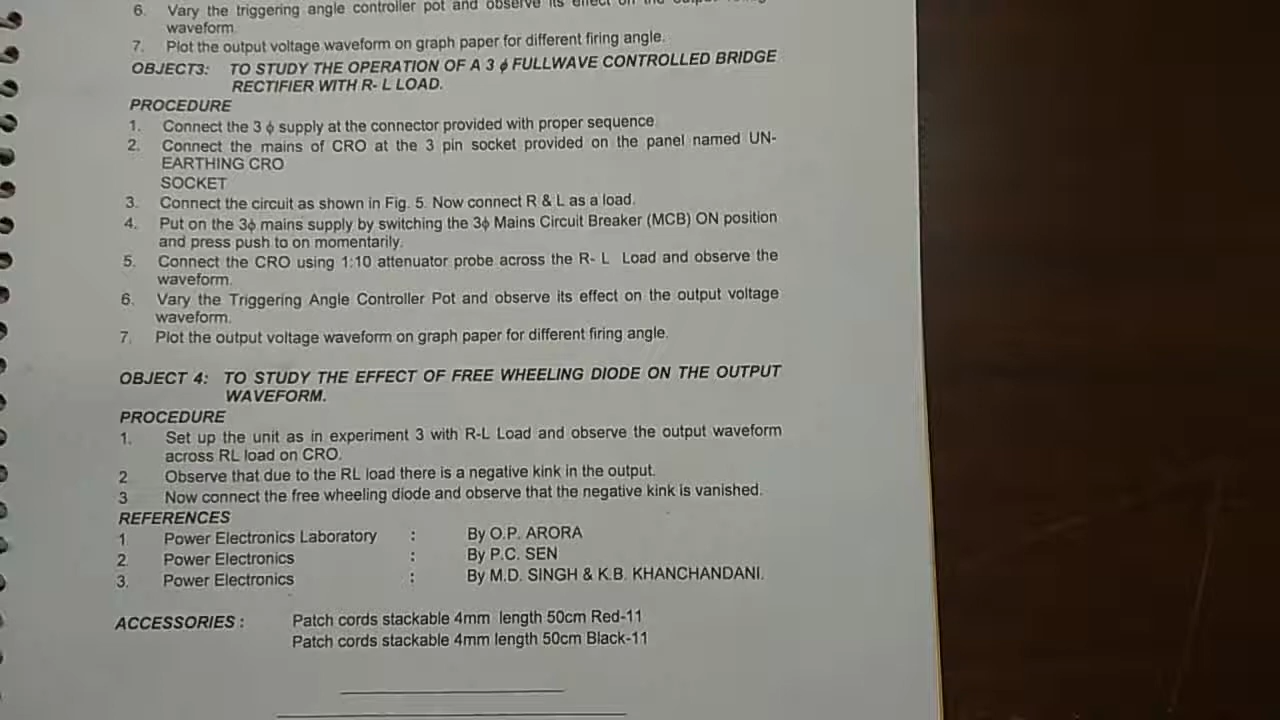 6. Vary the triggering angle controller pot and observe its effect on the output
waveform.
7. Plot the output voltage waveform on graph paper for different firing angle.
OBJECT3: TO STUDY THE OPERATION OF A 3 ϕ FULLWAVE CONTROLLED BRIDGE
RECTIFIER WITH R- L LOAD.
PROCEDURE
1. Connect the 3 ϕ supply at the connector provided with proper sequence
2. Connect the mains of CRO at the 3 pin socket provided on the panel named UN-
EARTHING CRO
SOCKET
3. Connect the circuit as shown in Fig. 5. Now connect R & L as a load.
4. Put on the 3ϕ mains supply by switching the 3ϕ Mains Circuit Breaker (MCB) ON position
and press push to on momentarily.
5. Connect the CRO using 1:10 attenuator probe across the R- L Load and observe the
waveform.
6. Vary the Triggering Angle Controller Pot and observe its effect on the output voltage
waveform.
7. Plot the output voltage waveform on graph paper for different firing angle.
OBJECT 4: TO STUDY THE EFFECT OF FREE WHEELING DIODE ON THE OUTPUT
WAVEFORM.
PROCEDURE
1. Set up the unit as in experiment 3 with R-L Load and observe the output waveform
across RL load on CRO.
2 Observe that due to the RL load there is a negative kink in the output.
3 Now connect the free wheeling diode and observe that the negative kink is vanished.
REFERENCES
1 Power Electronics Laboratory : By O.P. ARORA
2. Power Electronics : By P.C. SEN
3. Power Electronics : By M.D. SINGH & K.B. KHANCHANDANI.
ACCESSORIES : Patch cords stackable 4mm length 50cm Red-11
Patch cords stackable 4mm length 50cm Black-11